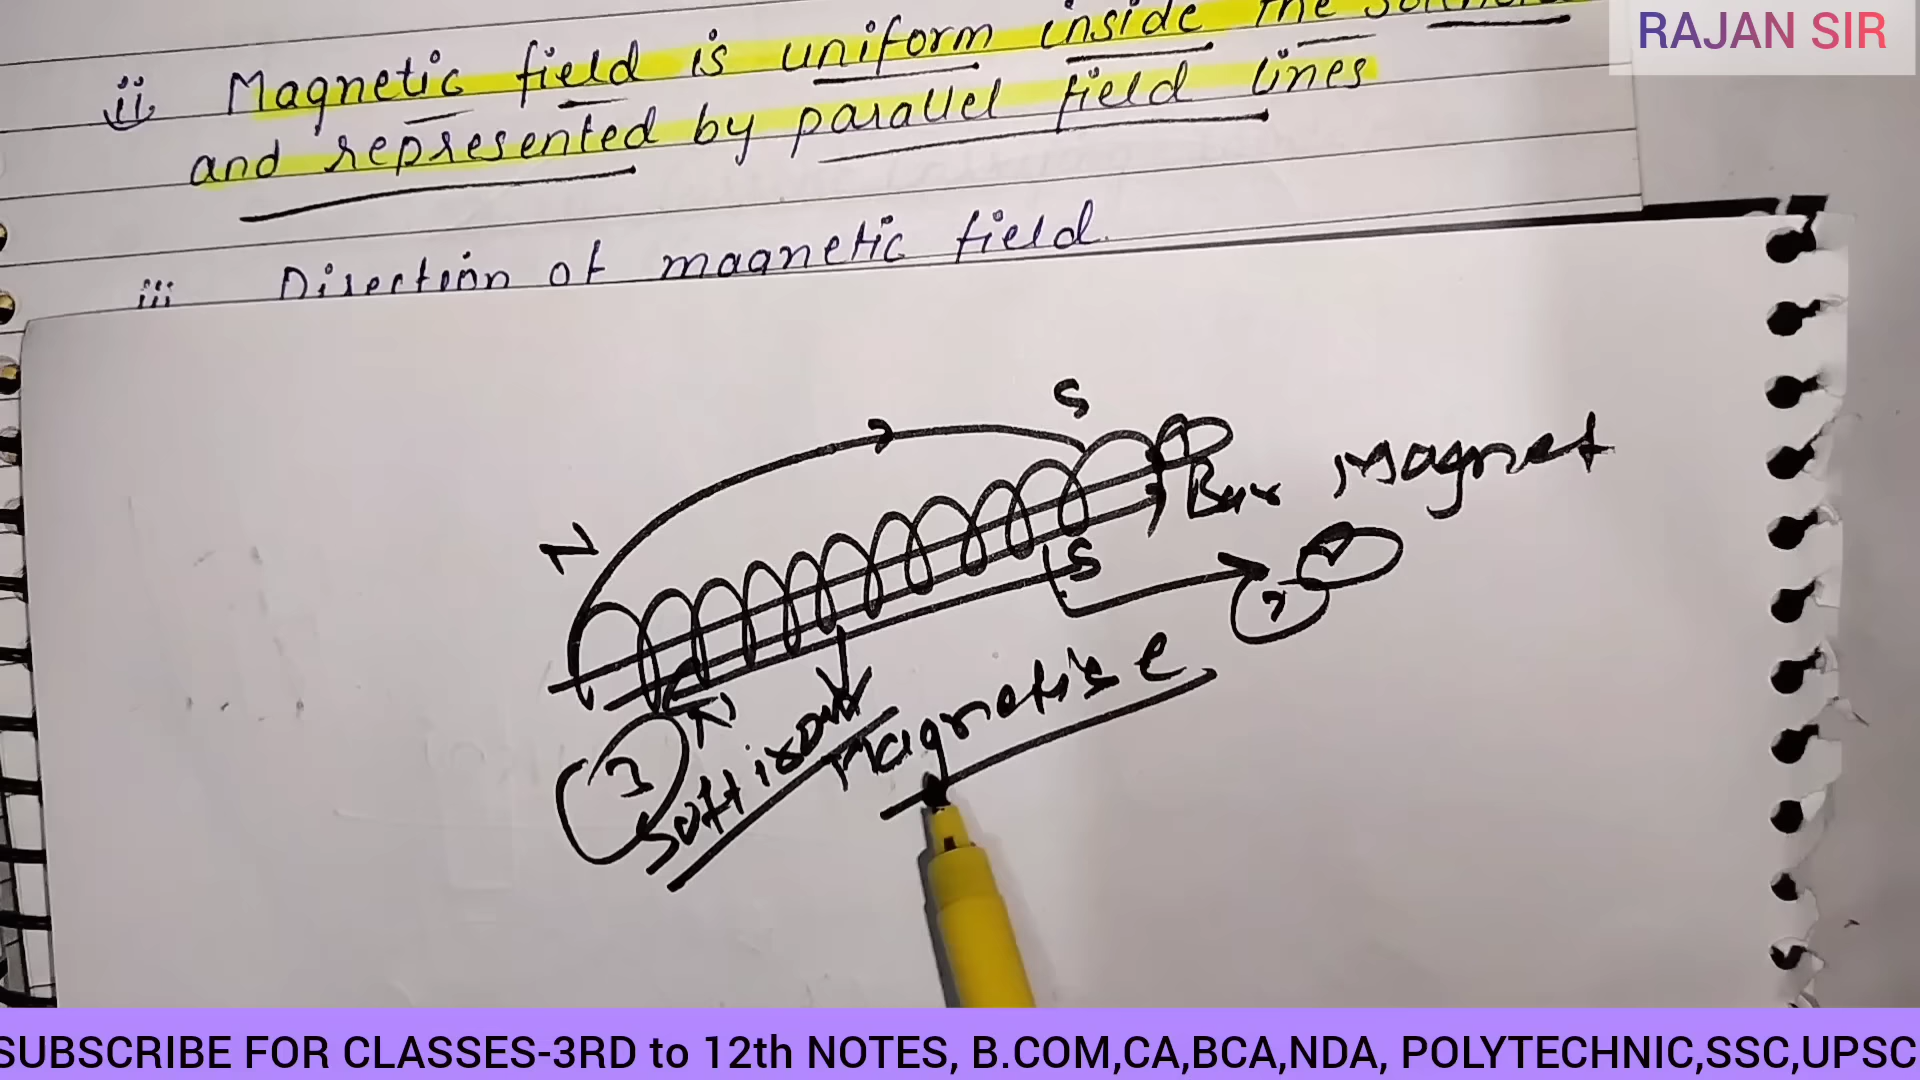 RAJAN SIR
ii Magnetic field is uniform inside the
and represented by parallel field lines
iii Direction of magnetic field.
S
N
Bar Magnet
S
Magnetise
Soft iron
SUBSCRIBE FOR CLASSES-3RD to 12th NOTES, B.COM,CA,BCA,NDA, POLYTECHNIC,SSC,UPSC